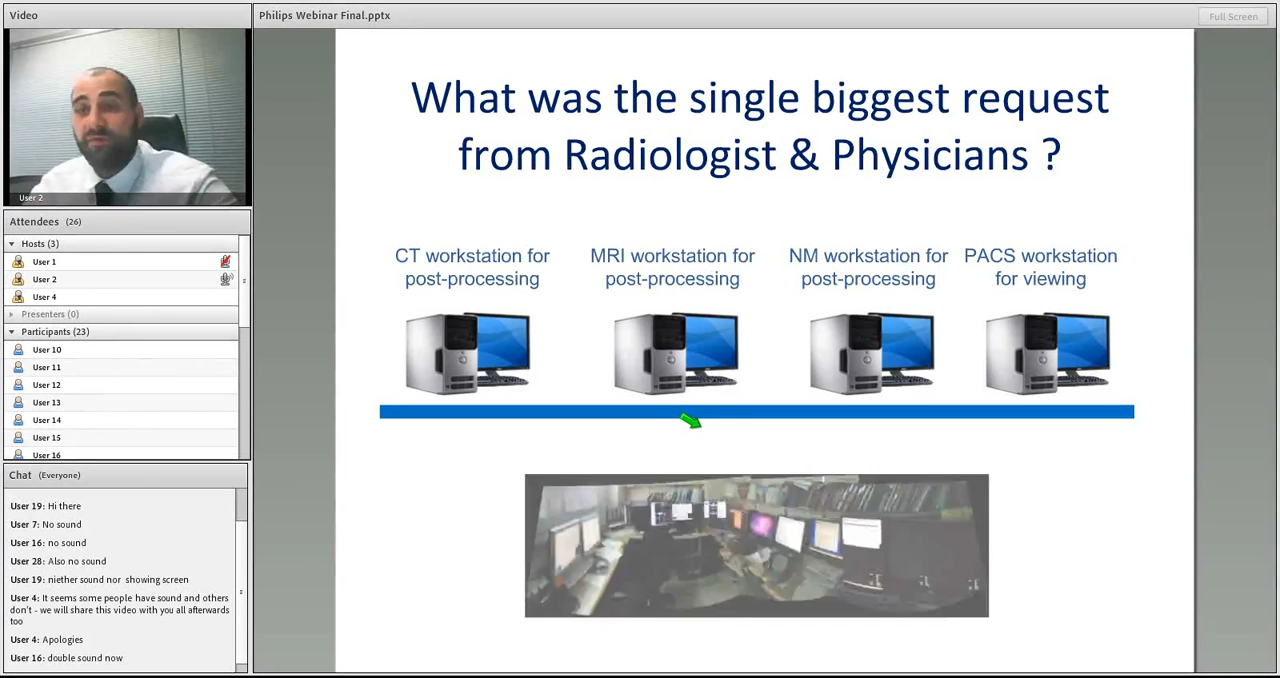 Video
User 2
Attendees (26)
Hosts (3)
User 1
User 2
User 4
Presenters (0)
Participants (23)
User 10
User 11
User 12
User 13
User 14
User 15
User 16
Chat (Everyone)
User 19: Hi there
User 7: No sound
User 16: no sound
User 28: Also no sound
User 19: niether sound nor showing screen
User 4: It seems some people have sound and others
don't - we will share this video with you all afterwards
too
User 4: Apologies
User 16: double sound now
Philips Webinar Final.pptx
Full Screen
What was the single biggest request
from Radiologist & Physicians ?
CT workstation for
post-processing
MRI workstation for
post-processing
NM workstation for
post-processing
PACS workstation
for viewing